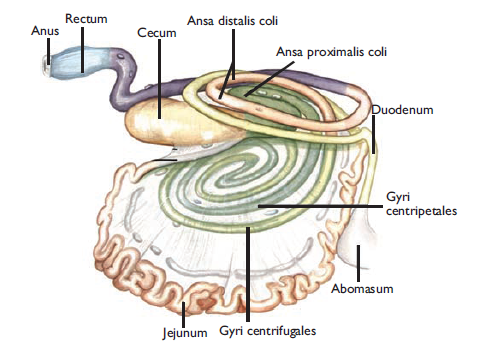 Rectum
Anus
Cecum
Ansa distalis coli
Ansa proximalis coli
Duodenum
Gyri
centripetales
Abomasum
Jejunum
Gyri centrifugales